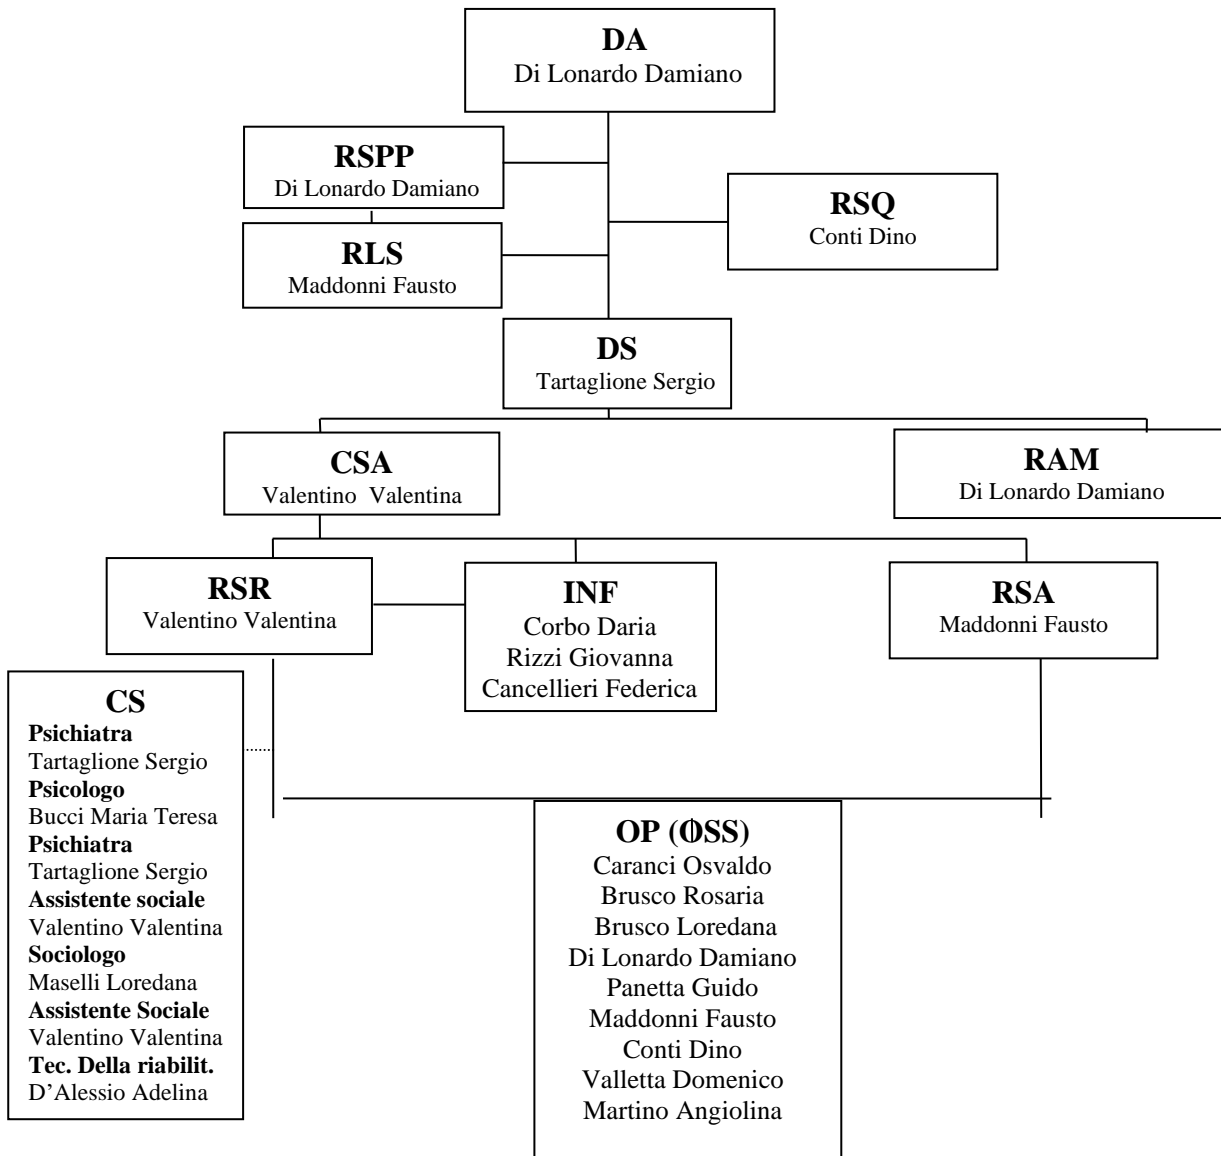 DA
Di Lonardo Damiano
RSPP
Di Lonardo Damiano
RSQ
Conti Dino
RLS
Maddonni Fausto
DS
Tartaglione Sergio
CSA
Valentino  Valentina
RAM
Di Lonardo Damiano
RSR
Valentino Valentina
INF
Corbo Daria
Rizzi Giovanna
Cancellieri Federica
RSA
Maddonni Fausto
CS
Psichiatra
Tartaglione Sergio
Psicologo
Bucci Maria Teresa
Psichiatra
Tartaglione Sergio
Assistente sociale
Valentino Valentina
Sociologo
Maselli Loredana
Assistente Sociale
Valentino Valentina
Tec. Della riabilit.
D’Alessio Adelina
OP (OSS)
Caranci Osvaldo
Brusco Rosaria
Brusco Loredana
Di Lonardo Damiano
Panetta Guido
Maddonni Fausto
Conti Dino
Valletta Domenico
Martino Angiolina